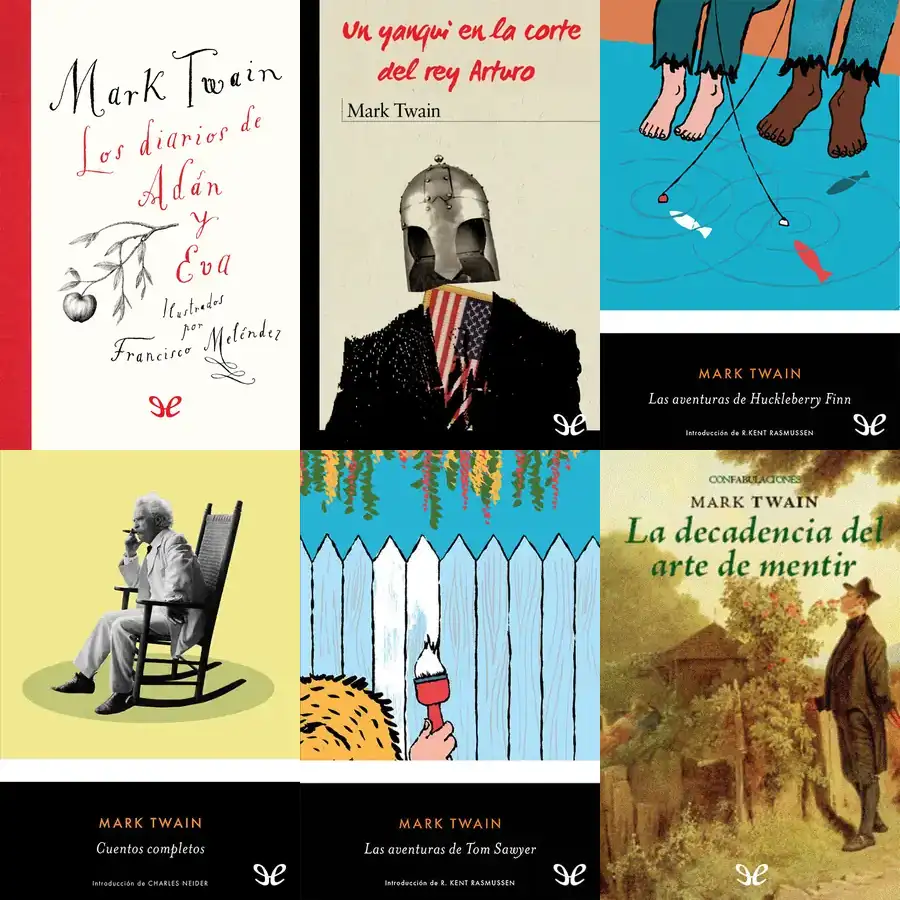 Mark Twain
Los diarios de
Adán
y
Eva
Ilustrados
por
Francisco Meléndez
Un yanqui en la corte
del rey Arturo
Mark Twain
MARK TWAIN
Las aventuras de Huckleberry Finn
Introducción de R.KENT RASMUSSEN
MARK TWAIN
Cuentos completos
Introducción de CHARLES NEIDER
MARK TWAIN
Las aventuras de Tom Sawyer
Introducción de R. KENT RASMUSSEN
CONFABULACIONES
MARK TWAIN
La decadencia del
arte de mentir